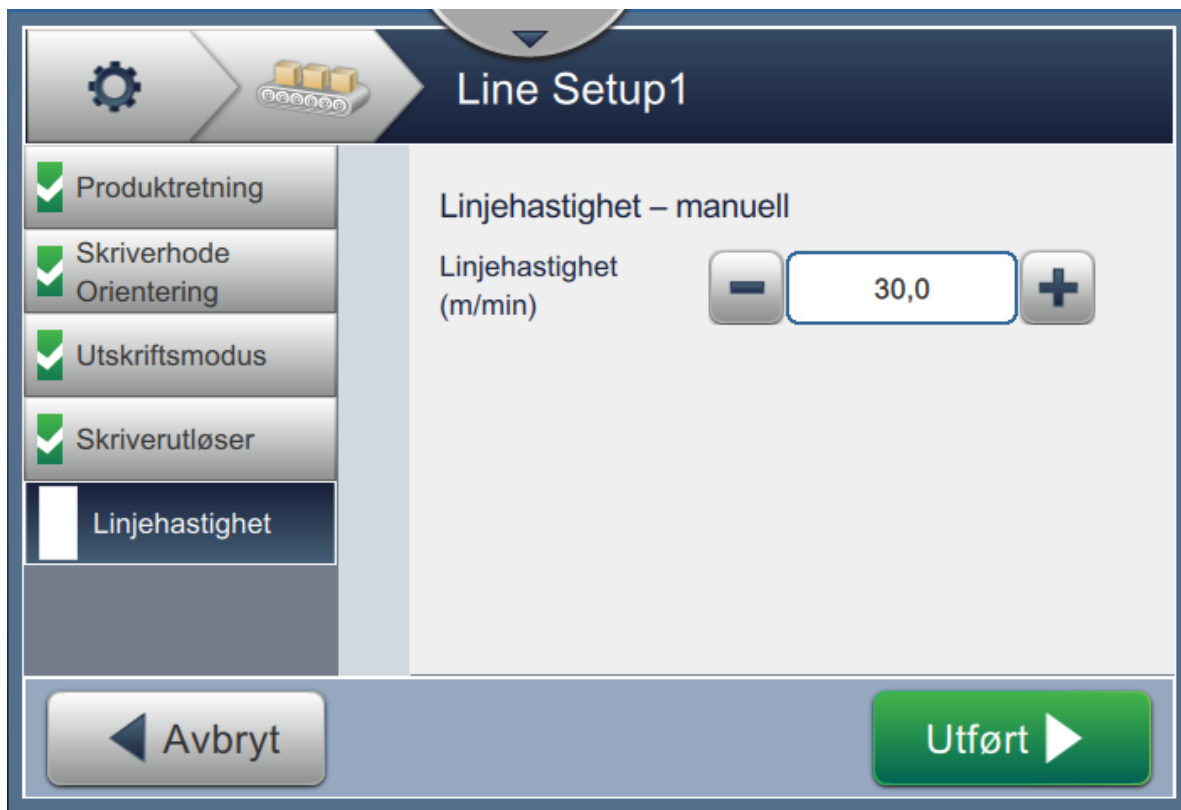 Line Setup1
Produktretning
Skriverhode
Orientering
Utskriftsmodus
Skriverutløser
Linjehastighet
Linjehastighet – manuell
Linjehastighet
(m/min)
30,0
Avbryt
Utført